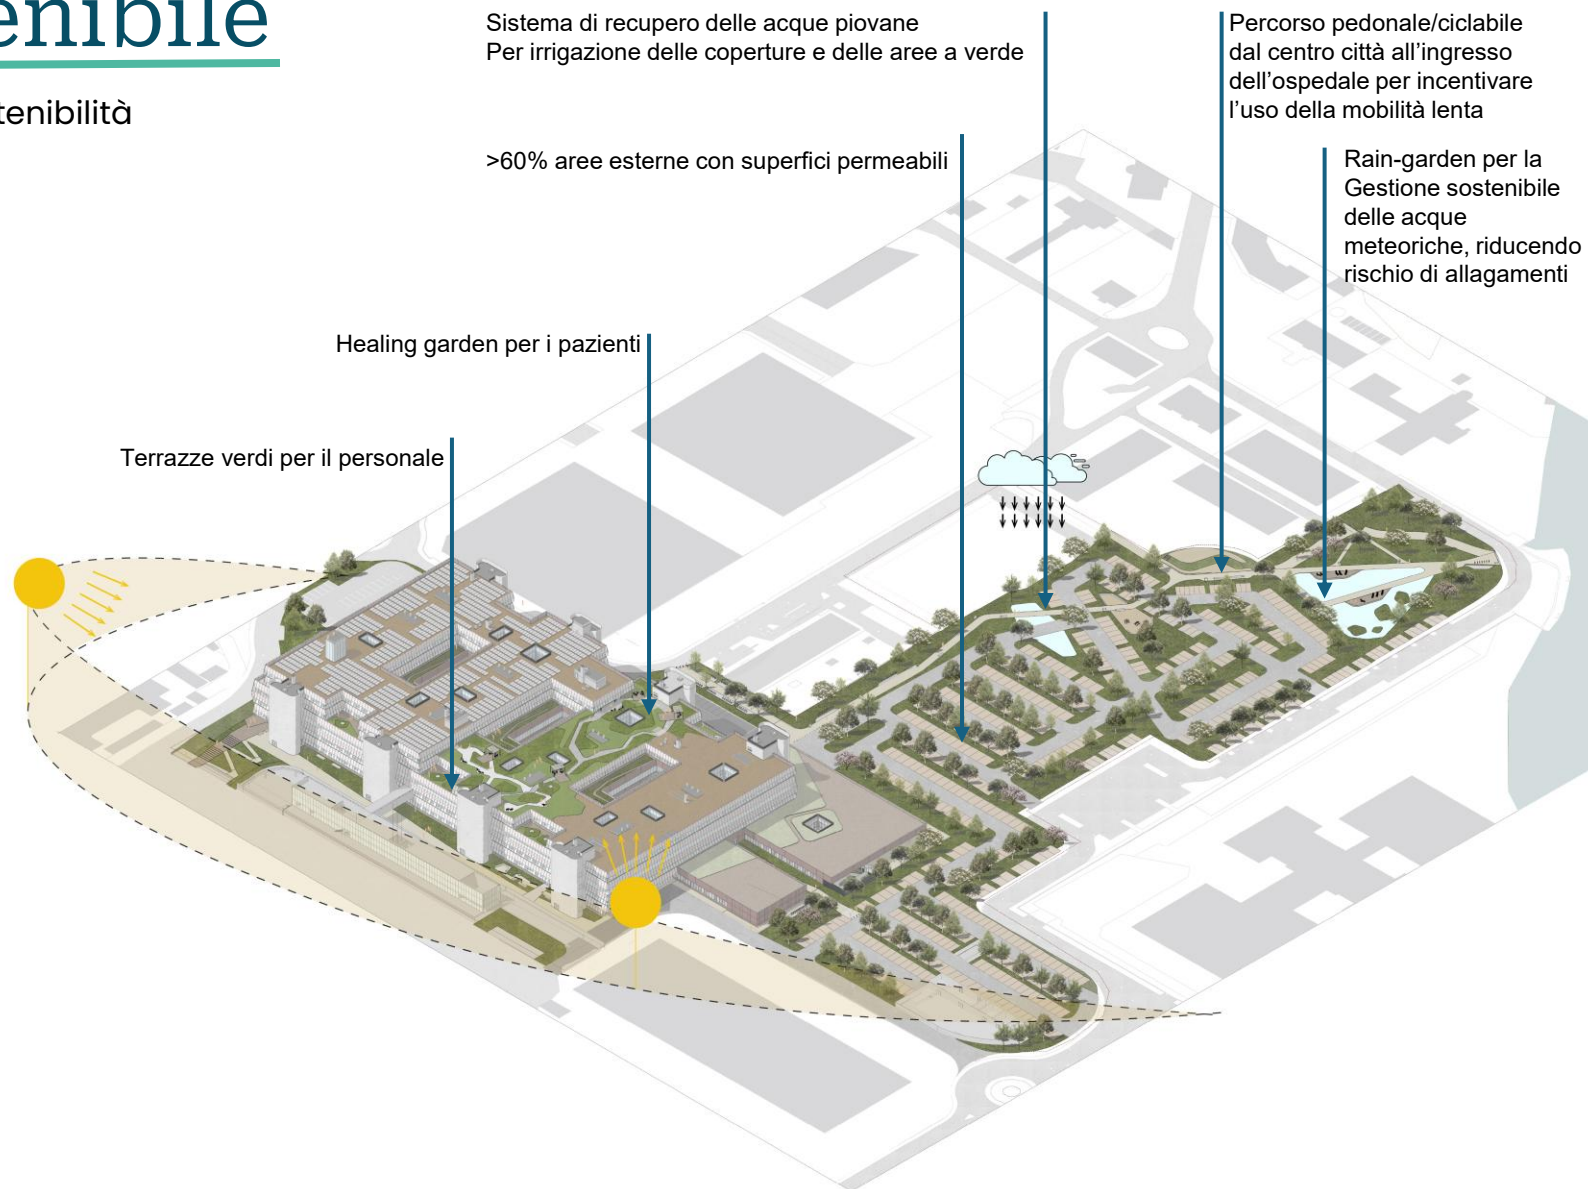 enibile
tenibilità
Sistema di recupero delle acque piovane
Per irrigazione delle coperture e delle aree a verde
Percorso pedonale/ciclabile
dal centro città all’ingresso
dell’ospedale per incentivare
l’uso della mobilità lenta
>60% aree esterne con superfici permeabili
Rain-garden per la
Gestione sostenibile
delle acque
meteoriche, riducendo
rischio di allagamenti
Healing garden per i pazienti
Terrazze verdi per il personale